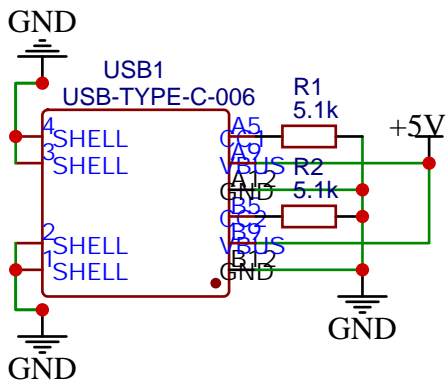 GND
USB1
USB-TYPE-C-006
4 SHELL
3 SHELL
2 SHELL
1 SHELL
A5 CC1
A9 VBUS
A12 GND
B5 CC2
VBUS
B12 GND
R1
5.1k
R2
5.1k
+5V
GND
GND